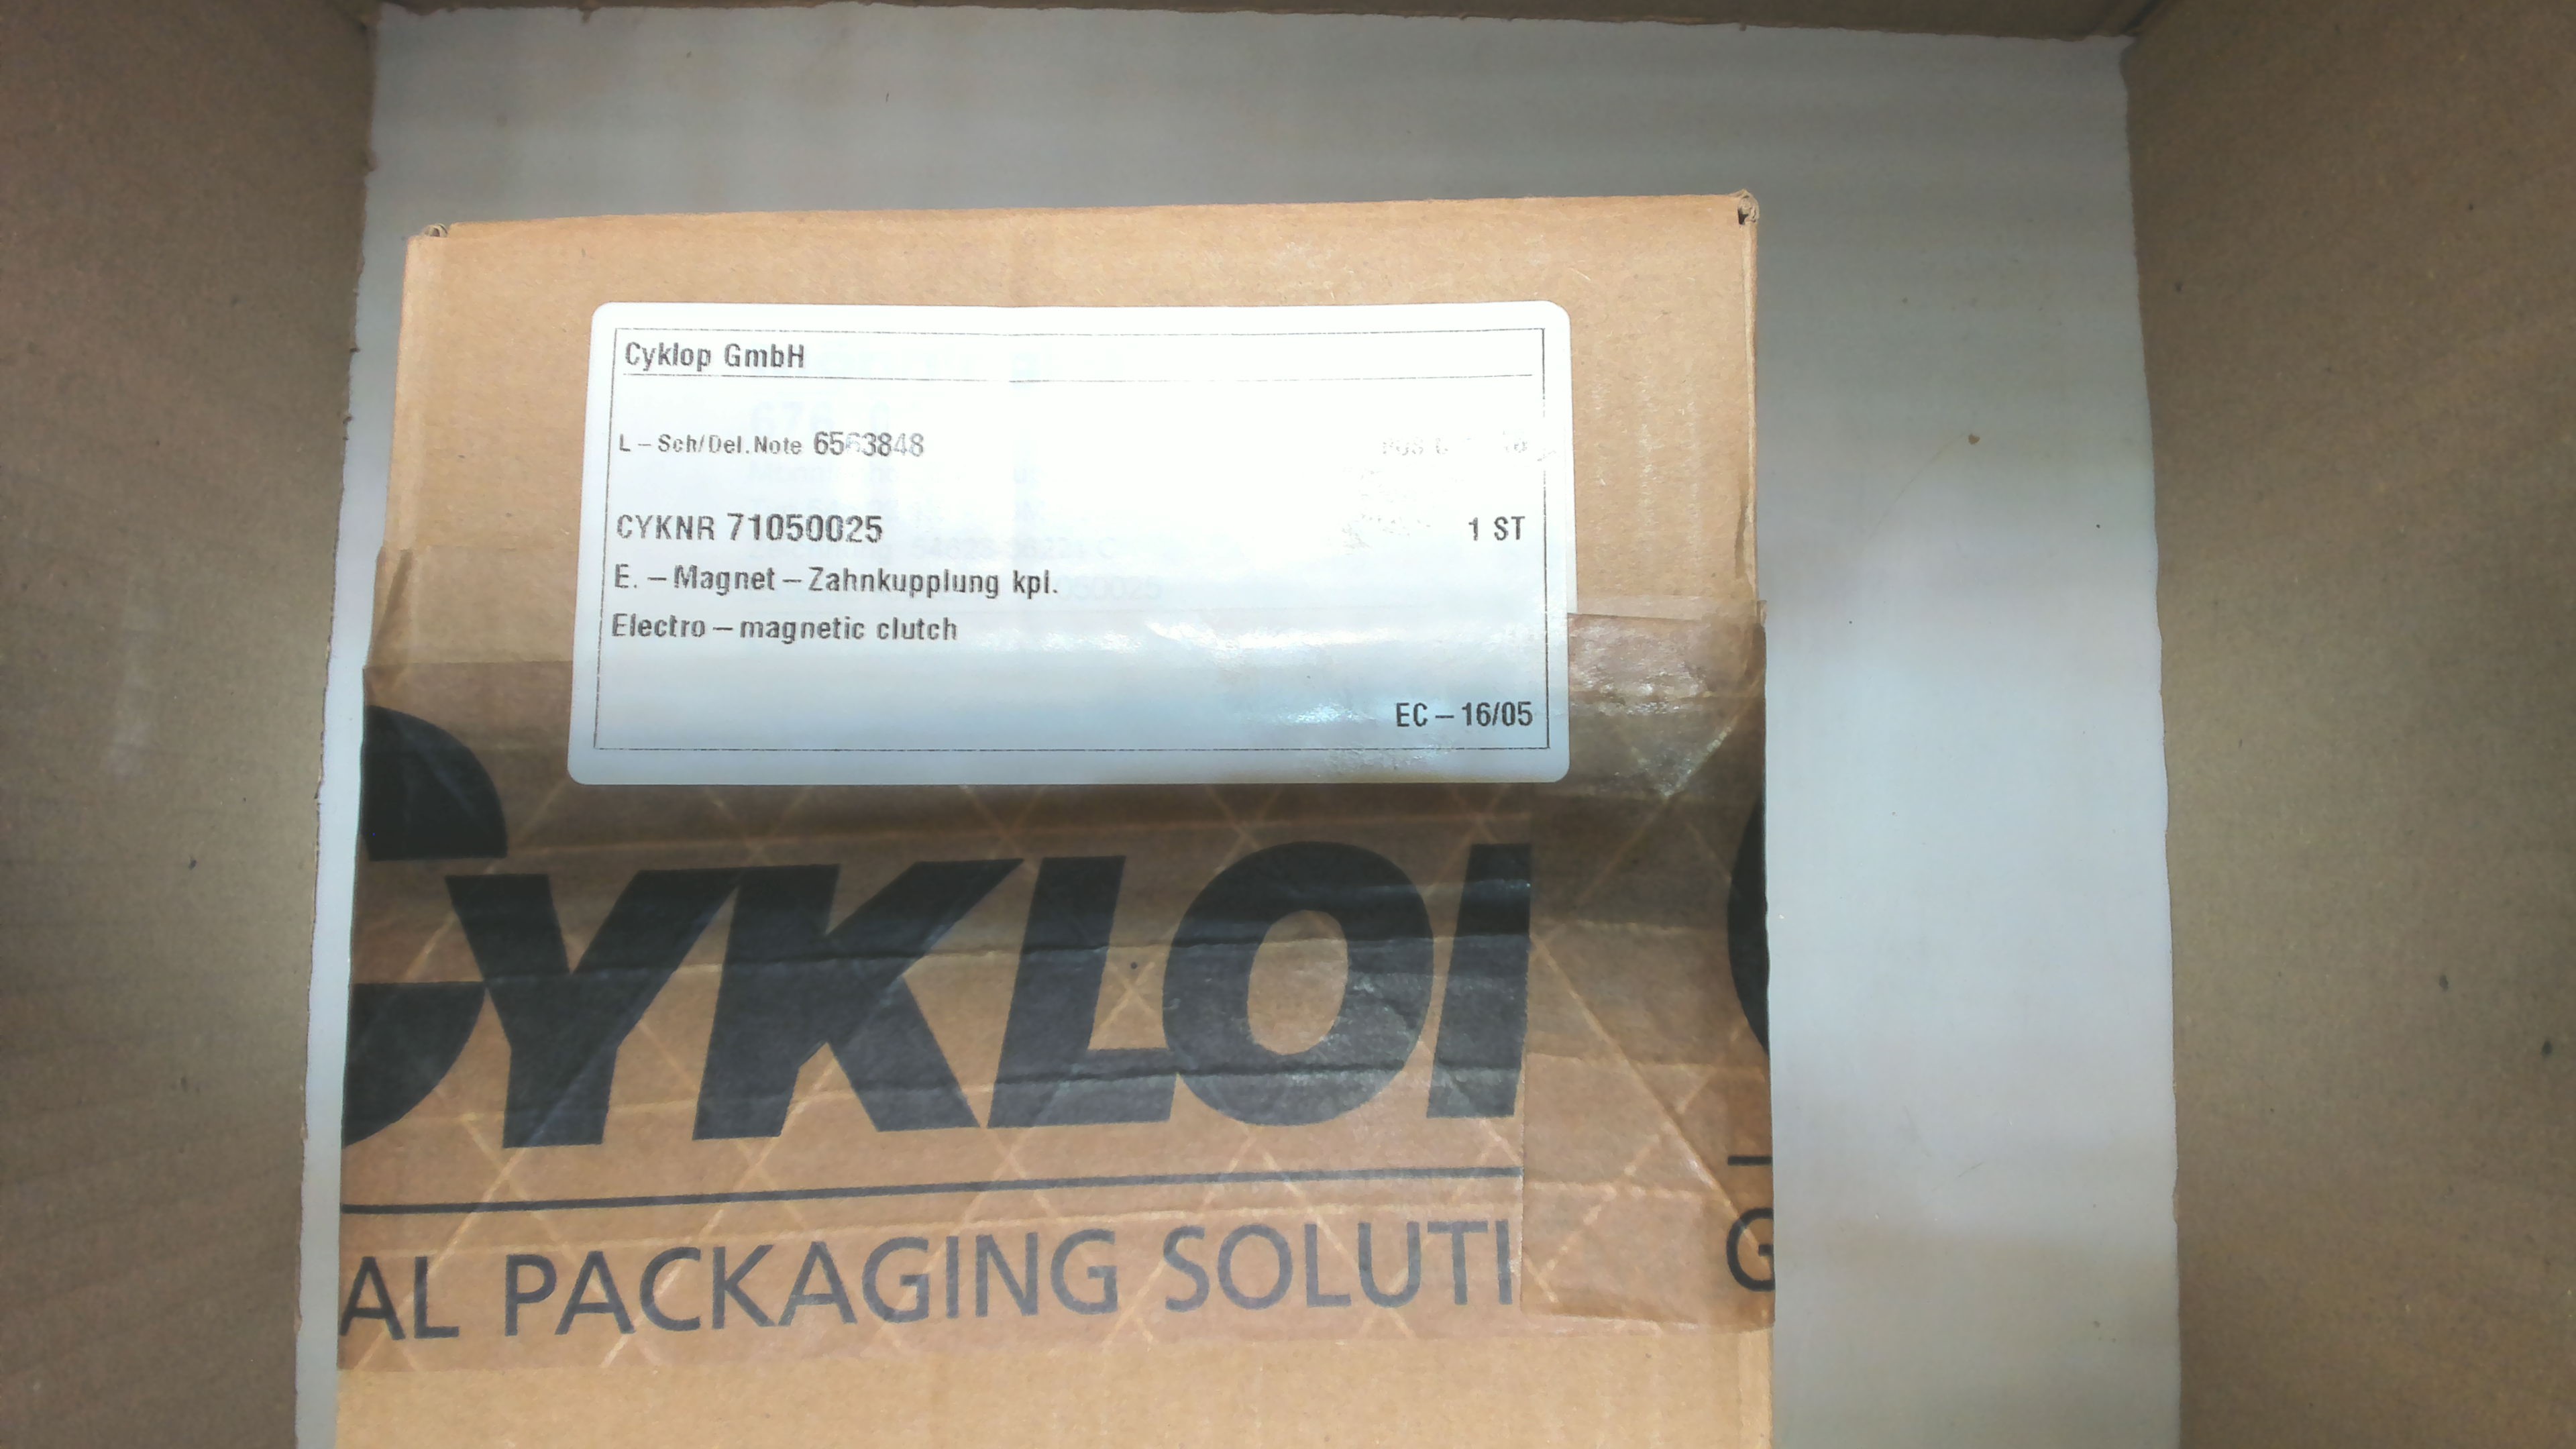 Cyklop GmbH
L – Sch/Del. Note 6563848
CYKNR 71050025 1 ST
E. – Magnet – Zahnkupplung kpl.
Electro – magnetic clutch
EC – 16/05
CYKLOP
AL PACKAGING SOLUTI
G